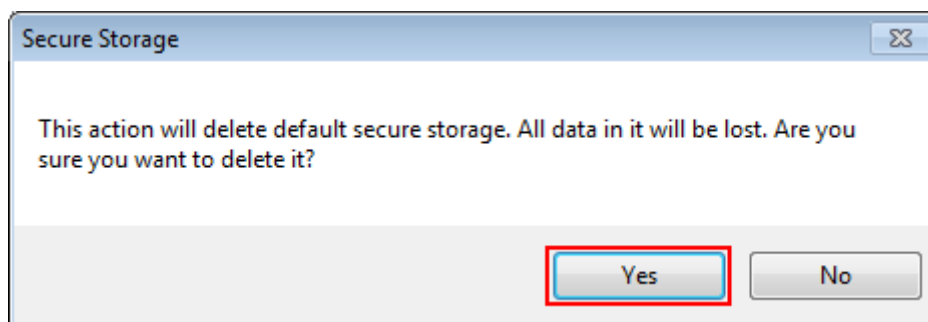 Secure Storage
This action will delete default secure storage. All data in it will be lost. Are you
sure you want to delete it?
Yes
No